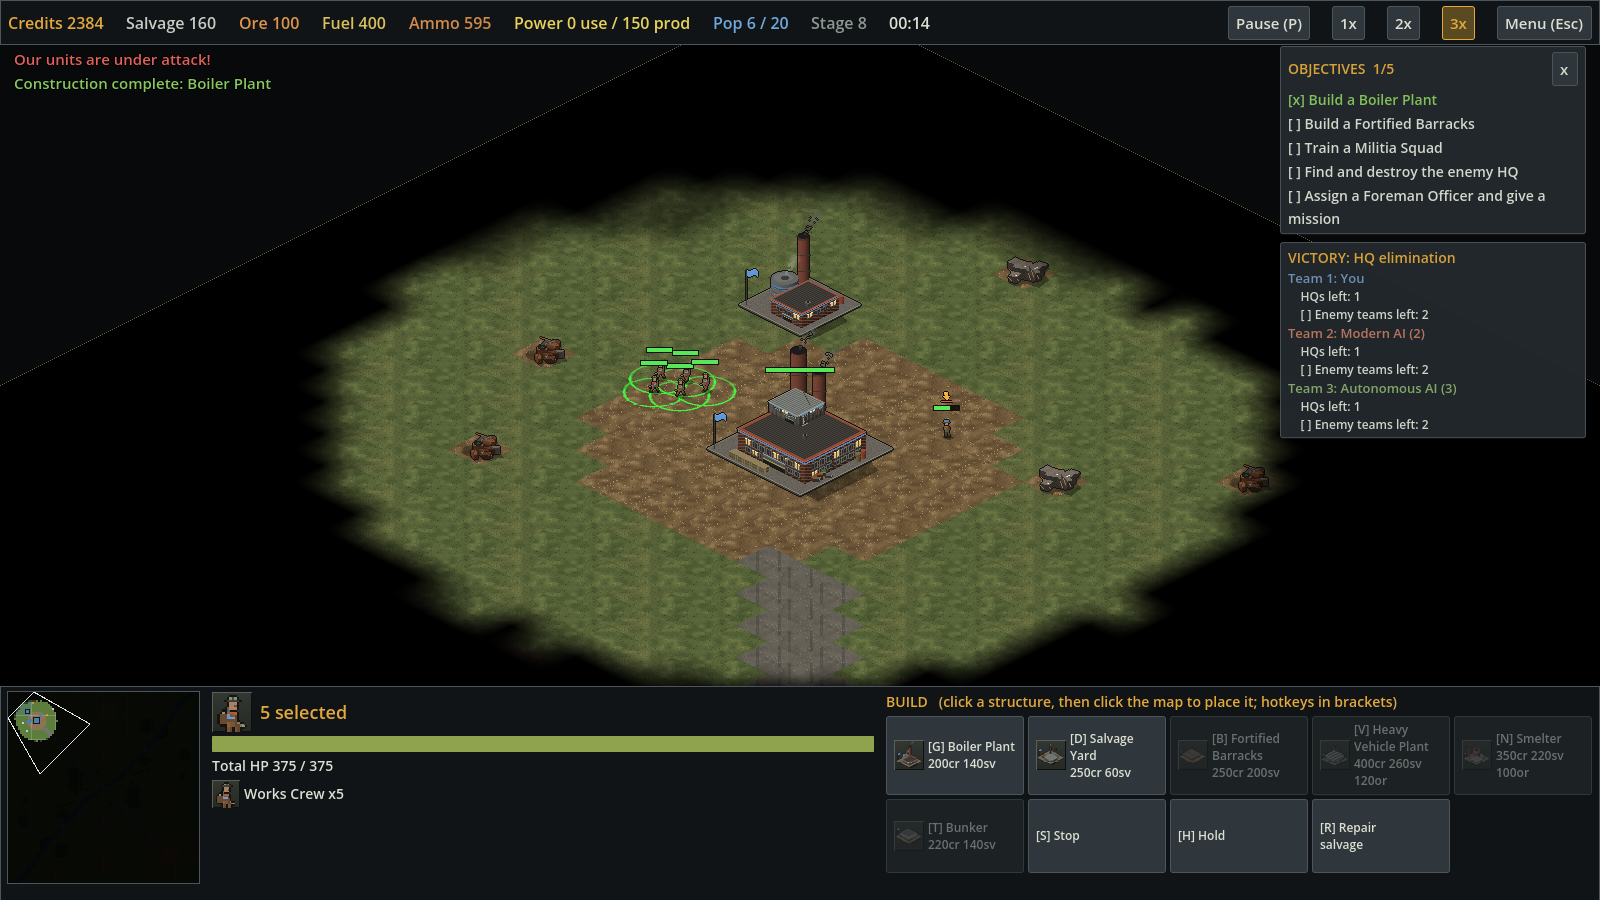 Credits 2384 Salvage 160 Ore 100 Fuel 400 Ammo 595 Power 0 use / 150 prod Pop 6 / 20 Stage 8 00:14 Pause (P) 1x 2x 3x Menu (Esc)
Our units are under attack!
Construction complete: Boiler Plant
OBJECTIVES 1/5 x
[x] Build a Boiler Plant
[ ] Build a Fortified Barracks
[ ] Train a Militia Squad
[ ] Find and destroy the enemy HQ
[ ] Assign a Foreman Officer and give a
mission
VICTORY: HQ elimination
Team 1: You
HQs left: 1
[ ] Enemy teams left: 2
Team 2: Modern AI (2)
HQs left: 1
[ ] Enemy teams left: 2
Team 3: Autonomous AI (3)
HQs left: 1
[ ] Enemy teams left: 2
5 selected
Total HP 375 / 375
Works Crew x5
BUILD (click a structure, then click the map to place it; hotkeys in brackets)
[G] Boiler Plant
200cr 140sv
[D] Salvage
Yard
250cr 60sv
[B] Fortified
Barracks
250cr 200sv
[V] Heavy
Vehicle Plant
400cr 260sv
120or
[N] Smelter
350cr 220sv
100or
[T] Bunker
220cr 140sv
[S] Stop
[H] Hold
[R] Repair
salvage